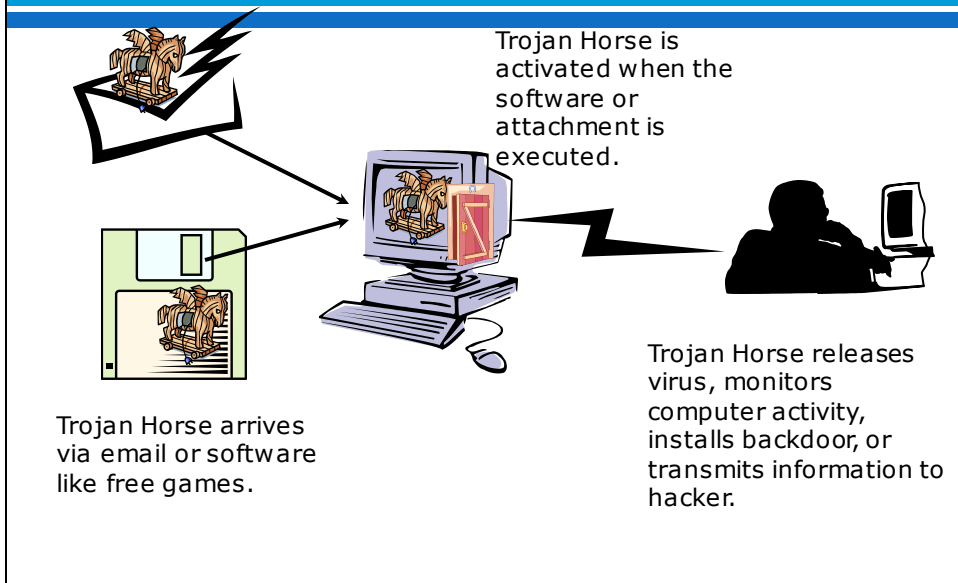 Trojan Horse is
activated when the
software or
attachment is
executed.
Trojan Horse arrives
via email or software
like free games.
Trojan Horse releases
virus, monitors
computer activity,
installs backdoor, or
transmits information to
hacker.